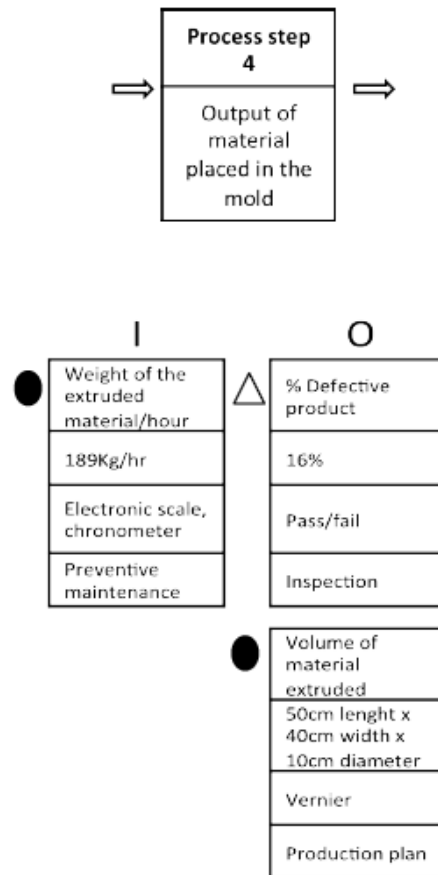 Process step
4
Output of
material
placed in the
mold
I
Weight of the
extruded
material/hour
189Kg/hr
Electronic scale,
chronometer
Preventive
maintenance
O
% Defective
product
16%
Pass/fail
Inspection
Volume of
material
extruded
50cm lenght x
40cm width x
10cm diameter
Vernier
Production plan